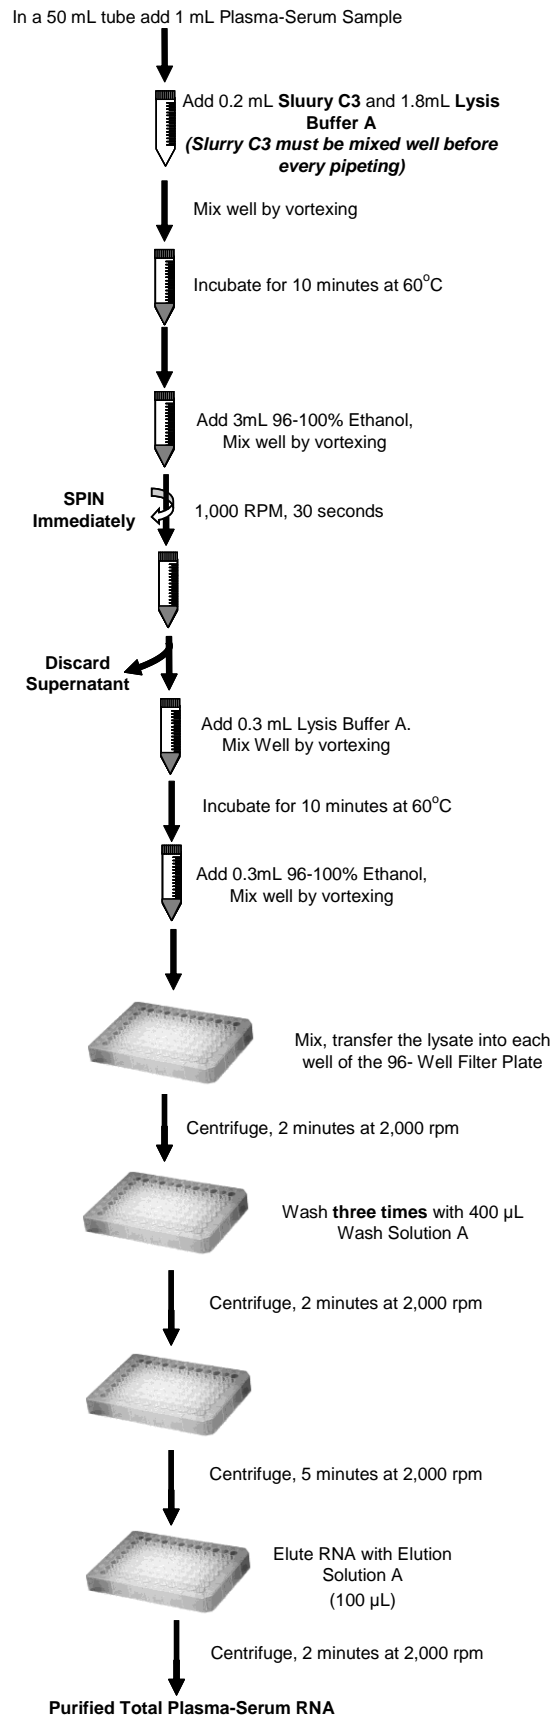 In a 50 mL tube add 1 mL Plasma-Serum Sample
Add 0.2 mL Sluury C3 and 1.8mL Lysis
Buffer A
(Slurry C3 must be mixed well before
every pipeting)
Mix well by vortexing
Incubate for 10 minutes at 60°C
Add 3mL 96-100% Ethanol,
Mix well by vortexing
SPIN
Immediately
1,000 RPM, 30 seconds
Discard
Supernatant
Add 0.3 mL Lysis Buffer A.
Mix Well by vortexing
Incubate for 10 minutes at 60°C
Add 0.3mL 96-100% Ethanol,
Mix well by vortexing
Mix, transfer the lysate into each
well of the 96- Well Filter Plate
Centrifuge, 2 minutes at 2,000 rpm
Wash three times with 400 µL
Wash Solution A
Centrifuge, 2 minutes at 2,000 rpm
Centrifuge, 5 minutes at 2,000 rpm
Elute RNA with Elution
Solution A
(100 µL)
Centrifuge, 2 minutes at 2,000 rpm
Purified Total Plasma-Serum RNA